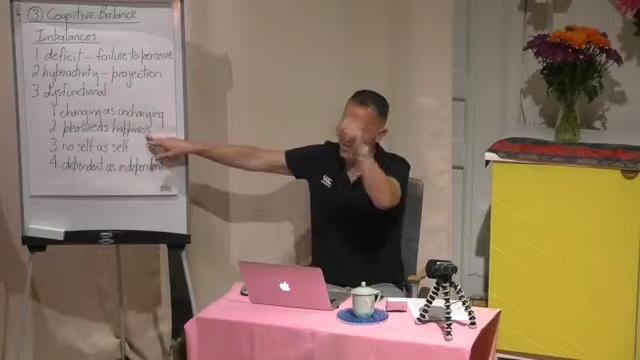 ③ Cognitive Balance
Imbalances
1. deficit – failure to perceive
2 hyperactivity – projection
3. dysfunctional
1 changing as unchanging
2. pleasure as happiness
3. no self as self
4. dependent as independent